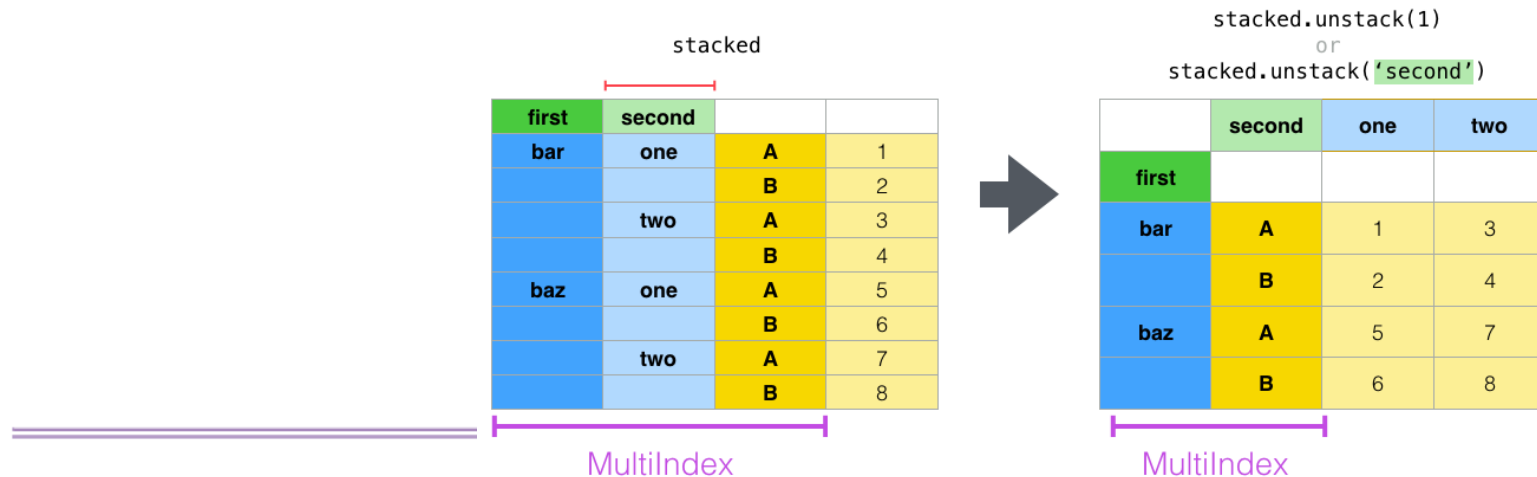 stacked
first second
bar one A 1
B 2
two A 3
B 4
baz one A 5
B 6
two A 7
B 8
MultiIndex
stacked.unstack(1)
or
stacked.unstack(‘second’)
second one two
first
bar A 1 3
B 2 4
baz A 5 7
B 6 8
MultiIndex